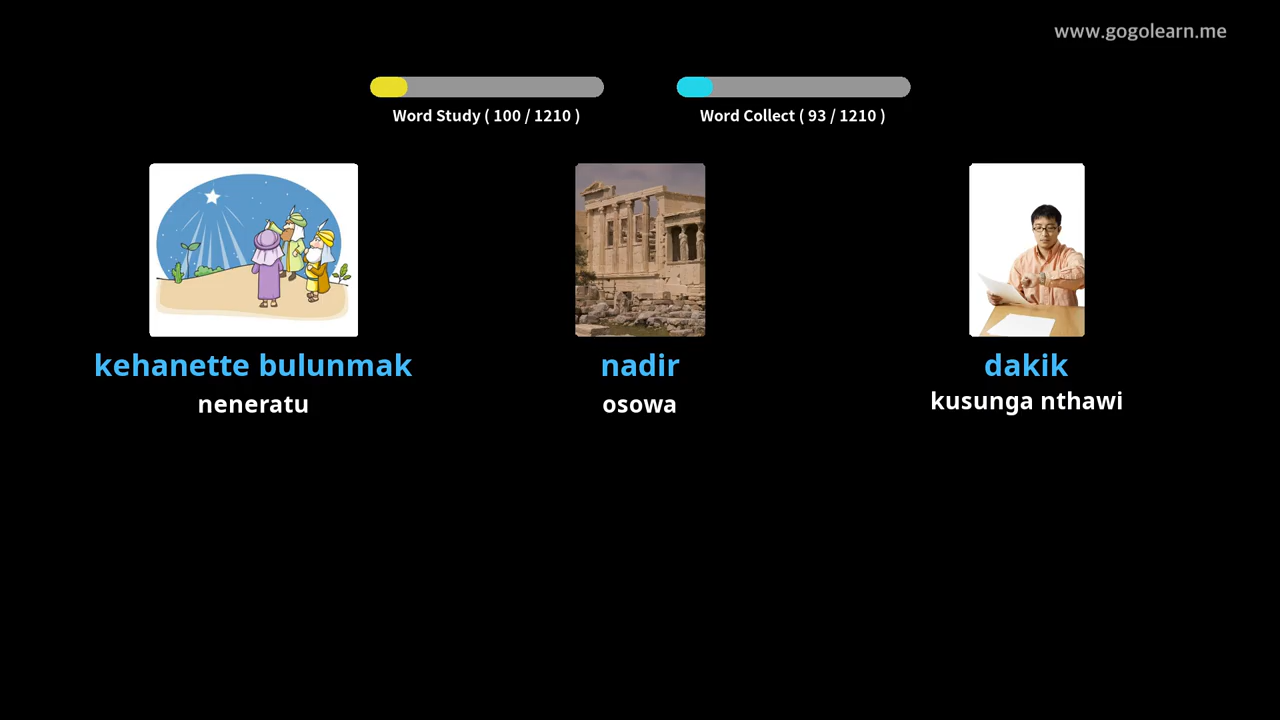 www.gogolearn.me
Word Study ( 100 / 1210 )
Word Collect ( 93 / 1210 )
kehanette bulunmak
neneratu
nadir
osowa
dakik
kusunga nthawi